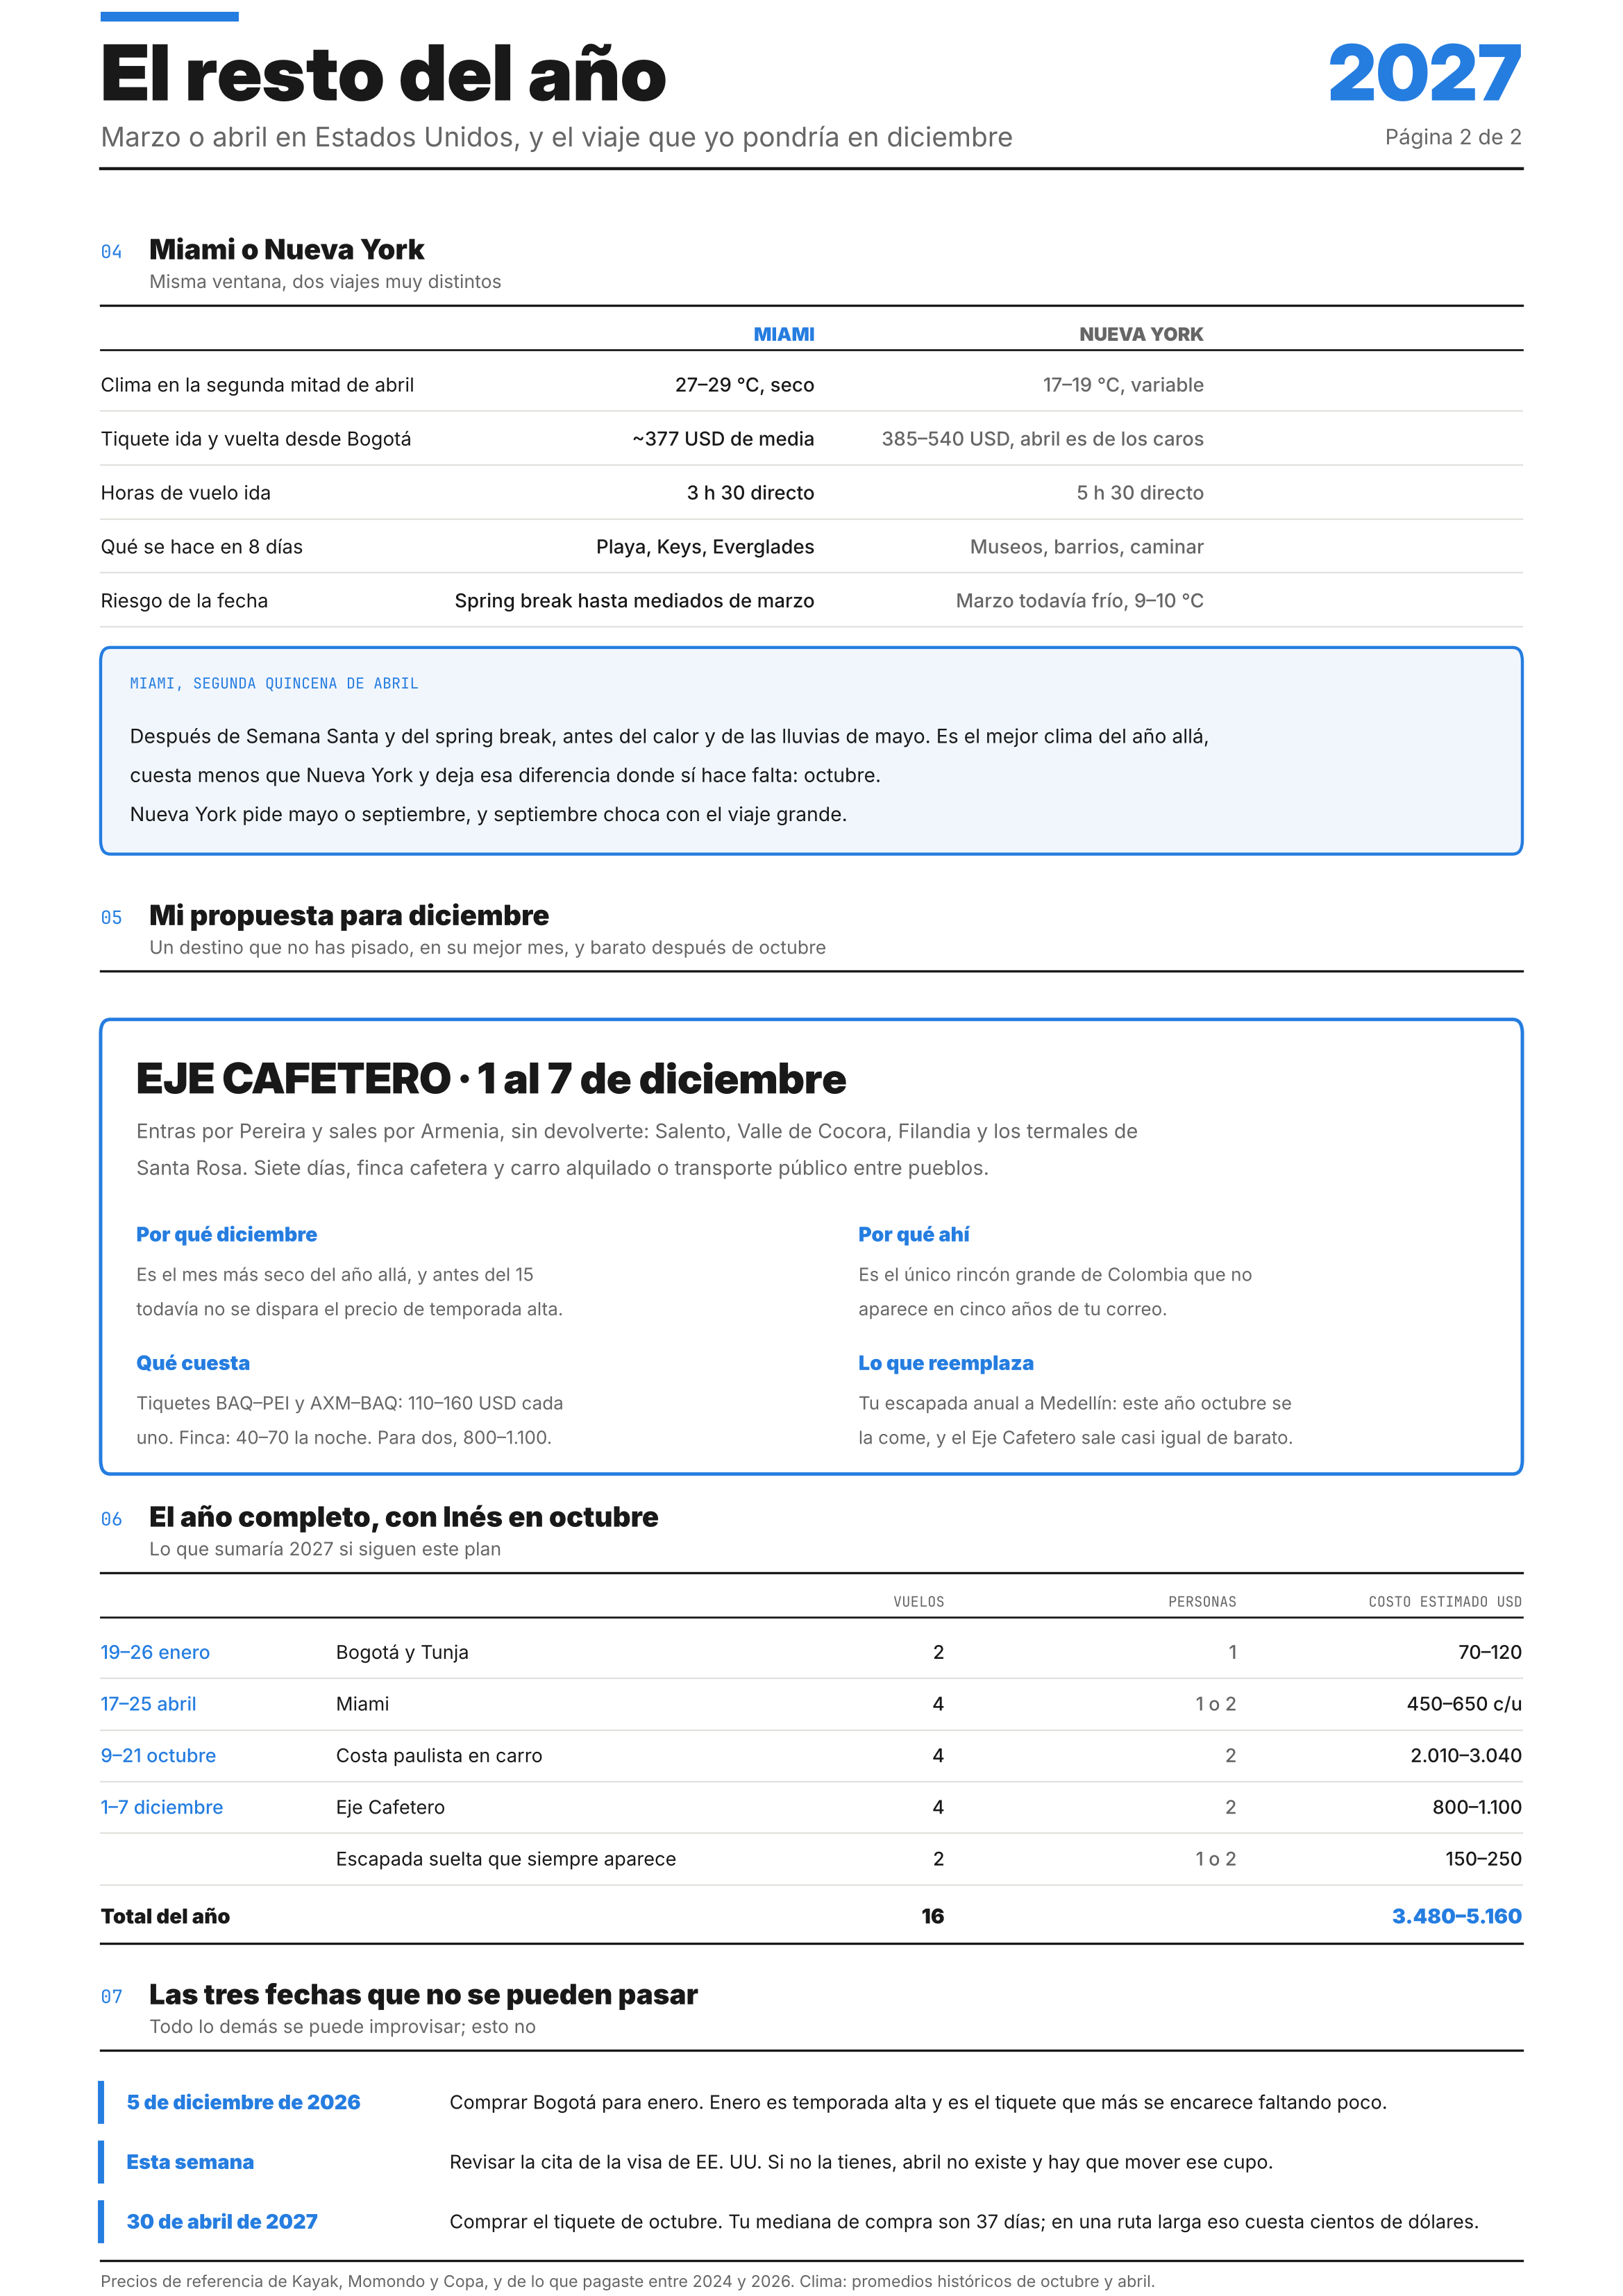 El resto del año
2027
Marzo o abril en Estados Unidos, y el viaje que yo pondría en diciembre
Página 2 de 2
04 Miami o Nueva York
Misma ventana, dos viajes muy distintos
MIAMI NUEVA YORK
Clima en la segunda mitad de abril 27–29 °C, seco 17–19 °C, variable
Tiquete ida y vuelta desde Bogotá ~377 USD de media 385–540 USD, abril es de los caros
Horas de vuelo ida 3 h 30 directo 5 h 30 directo
Qué se hace en 8 días Playa, Keys, Everglades Museos, barrios, caminar
Riesgo de la fecha Spring break hasta mediados de marzo Marzo todavía frío, 9–10 °C
MIAMI, SEGUNDA QUINCENA DE ABRIL
Después de Semana Santa y del spring break, antes del calor y de las lluvias de mayo. Es el mejor clima del año allá,
cuesta menos que Nueva York y deja esa diferencia donde sí hace falta: octubre.
Nueva York pide mayo o septiembre, y septiembre choca con el viaje grande.
05 Mi propuesta para diciembre
Un destino que no has pisado, en su mejor mes, y barato después de octubre
EJE CAFETERO · 1 al 7 de diciembre
Entras por Pereira y sales por Armenia, sin devolverte: Salento, Valle de Cocora, Filandia y los termales de
Santa Rosa. Siete días, finca cafetera y carro alquilado o transporte público entre pueblos.
Por qué diciembre
Es el mes más seco del año allá, y antes del 15
todavía no se dispara el precio de temporada alta.
Por qué ahí
Es el único rincón grande de Colombia que no
aparece en cinco años de tu correo.
Qué cuesta
Tiquetes BAQ–PEI y AXM–BAQ: 110–160 USD cada
uno. Finca: 40–70 la noche. Para dos, 800–1.100.
Lo que reemplaza
Tu escapada anual a Medellín: este año octubre se
la come, y el Eje Cafetero sale casi igual de barato.
06 El año completo, con Inés en octubre
Lo que sumaría 2027 si siguen este plan
VUELOS PERSONAS COSTO ESTIMADO USD
19–26 enero Bogotá y Tunja 2 1 70–120
17–25 abril Miami 4 1 o 2 450–650 c/u
9–21 octubre Costa paulista en carro 4 2 2.010–3.040
1–7 diciembre Eje Cafetero 4 2 800–1.100
Escapada suelta que siempre aparece 2 1 o 2 150–250
Total del año 16 3.480–5.160
07 Las tres fechas que no se pueden pasar
Todo lo demás se puede improvisar; esto no
5 de diciembre de 2026 Comprar Bogotá para enero. Enero es temporada alta y es el tiquete que más se encarece faltando poco.
Esta semana Revisar la cita de la visa de EE. UU. Si no la tienes, abril no existe y hay que mover ese cupo.
30 de abril de 2027 Comprar el tiquete de octubre. Tu mediana de compra son 37 días; en una ruta larga eso cuesta cientos de dólares.
Precios de referencia de Kayak, Momondo y Copa, y de lo que pagaste entre 2024 y 2026. Clima: promedios históricos de octubre y abril.